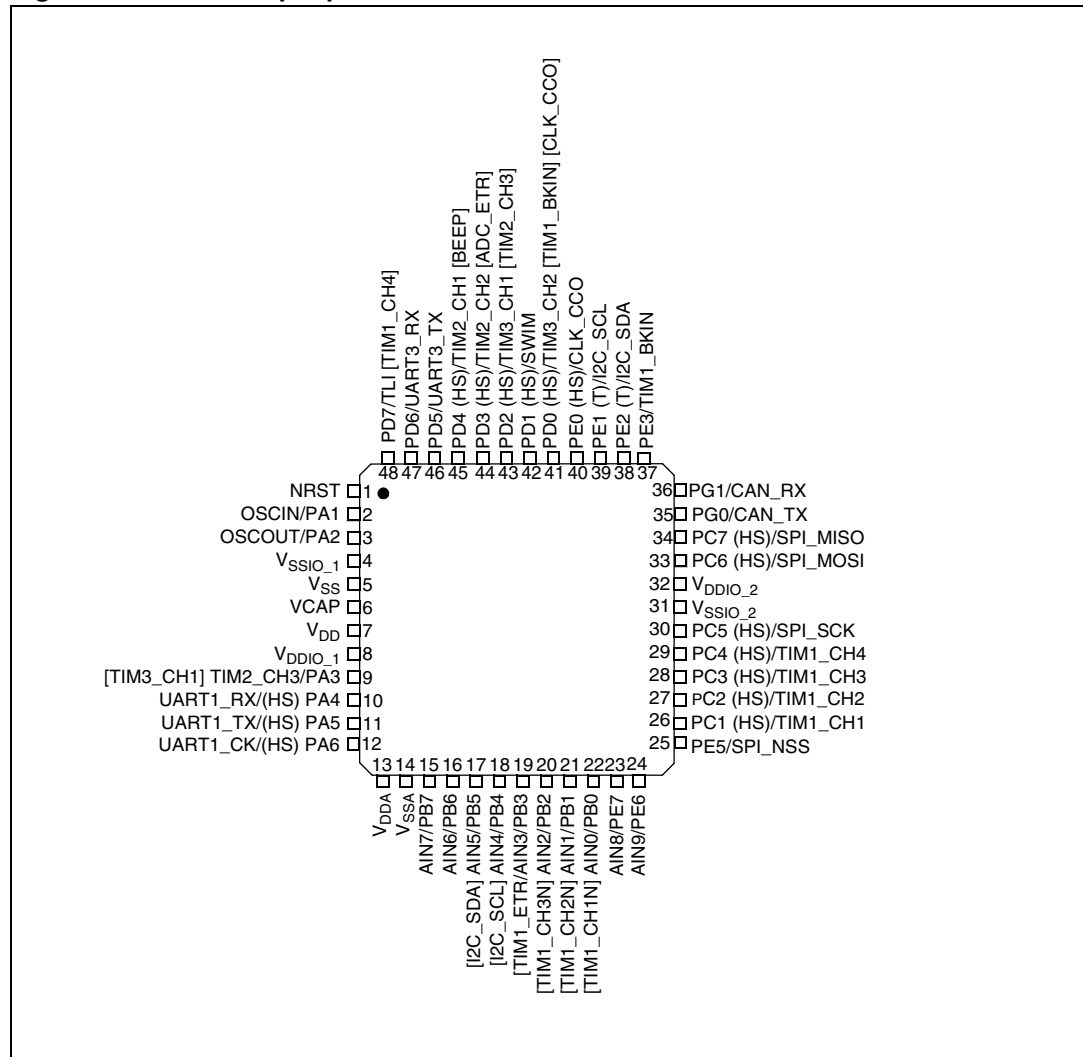 PD7/TLI [TIM1_CH4]
PD6/UART3_RX
PD5/UART3_TX
PD4 (HS)/TIM2_CH1 [BEEP]
PD3 (HS)/TIM2_CH2 [ADC_ETR]
PD2 (HS)/TIM3_CH1 [TIM2_CH3]
PD1 (HS)/SWIM
PD0 (HS)/TIM3_CH2 [TIM1_BKIN] [CLK_CCO]
PE0 (HS)/CLK_CCO
PE1 (T)/I2C_SCL
PE2 (T)/I2C_SDA
PE3/TIM1_BKIN
48 47 46 45 44 43 42 41 40 39 38 37
NRST 1
OSCIN/PA1 2
OSCOUT/PA2 3
VSSIO_1 4
VSS 5
VCAP 6
VDD 7
VDDIO_1 8
[TIM3_CH1] TIM2_CH3/PA3 9
UART1_RX/(HS) PA4 10
UART1_TX/(HS) PA5 11
UART1_CK/(HS) PA6 12
36 PG1/CAN_RX
35 PG0/CAN_TX
34 PC7 (HS)/SPI_MISO
33 PC6 (HS)/SPI_MOSI
32 VDDIO_2
31 VSSIO_2
30 PC5 (HS)/SPI_SCK
29 PC4 (HS)/TIM1_CH4
28 PC3 (HS)/TIM1_CH3
27 PC2 (HS)/TIM1_CH2
26 PC1 (HS)/TIM1_CH1
25 PE5/SPI_NSS
13 14 15 16 17 18 19 20 21 22 23 24
VDDA
VSSA
AIN7/PB7
AIN6/PB6
[I2C_SDA] AIN5/PB5
[I2C_SCL] AIN4/PB4
[TIM1_ETR/AIN3/PB3
[TIM1_CH3N] AIN2/PB2
[TIM1_CH2N] AIN1/PB1
[TIM1_CH1N] AIN0/PB0
AIN8/PE7
AIN9/PE6